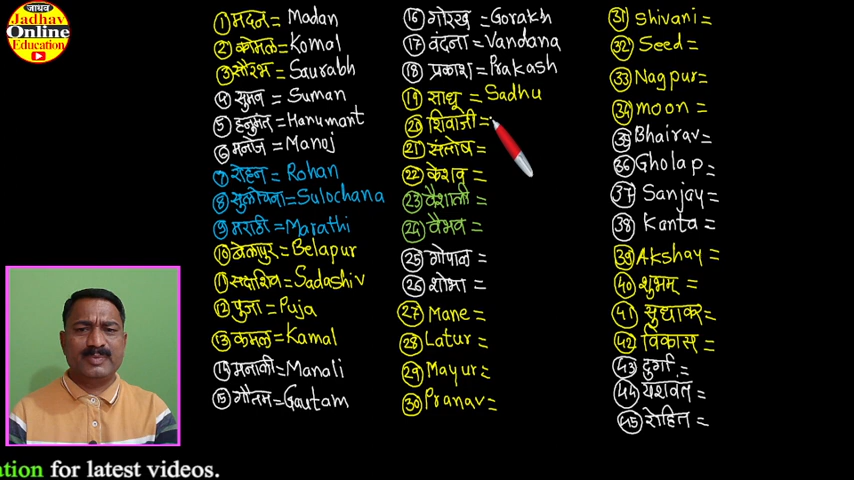 जाधव
Jadhav
Online
Education
① मदन = Madan
② कोमल = Komal
③ सौरभ = Saurabh
④ सुमन = Suman
⑤ हनुमंत = Hanumant
⑥ मनोज = Manoj
⑦ रोहन = Rohan
⑧ सुलोचना = Sulochana
⑨ मराठी = Marathi
⑩ बेलापुर = Belapur
⑪ सदाशिव = Sadashiv
⑫ पुजा = Puja
⑬ कमल = Kamal
⑭ मनाली = Manali
⑮ गौतम = Gautam
⑯ गोरख = Gorakh
⑰ वंदना = Vandana
⑱ प्रकाश = Prakash
⑲ साधू = Sadhu
⑳ शिवाजी =
㉑ संतोष =
㉒ केशव =
㉓ वैशाली =
㉔ वैभव =
㉕ गोपाल =
㉖ शोभा =
㉗ Mane =
㉘ Latur =
㉙ Mayur =
㉚ Pranav =
㉛ Shivani =
㉜ Seed =
㉝ Nagpur =
㉞ moon =
㉟ Bhairav =
㊱ Gholap =
㊲ Sanjay =
㊳ Kanta =
㊴ Akshay =
㊵ शुभम् =
㊶ सुधाकर =
㊷ विकास =
㊸ दुर्गा =
㊹ यशवंत =
㊺ रोहित =
ation for latest videos.